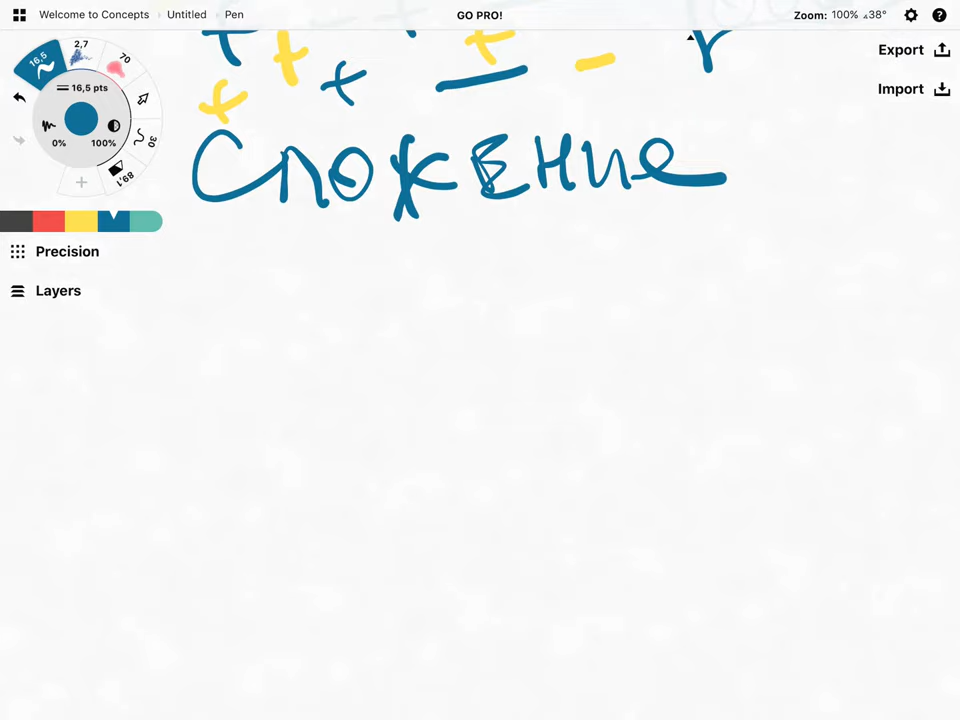 Welcome to Concepts › Untitled › Pen GO PRO! Zoom: 100% ∡38°
Export
Import
16,5 2,7 70
16,5 pts
0% 100%
30
89,1
+ + + + − 
+ +
Сложение
Precision
Layers